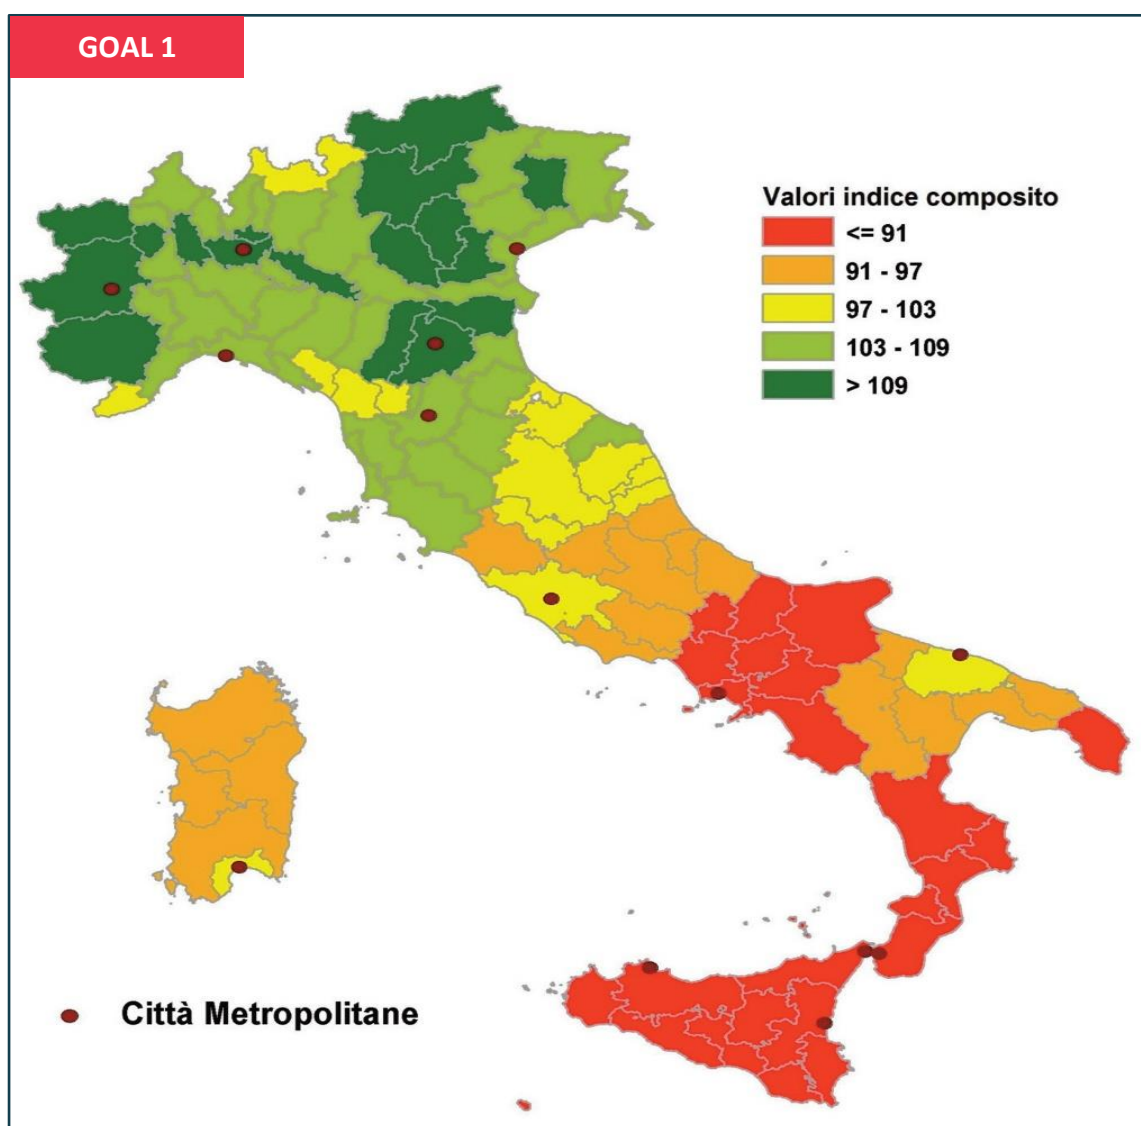 GOAL 1
Valori indice composito
<= 91
91 - 97
97 - 103
103 - 109
> 109
Città Metropolitane